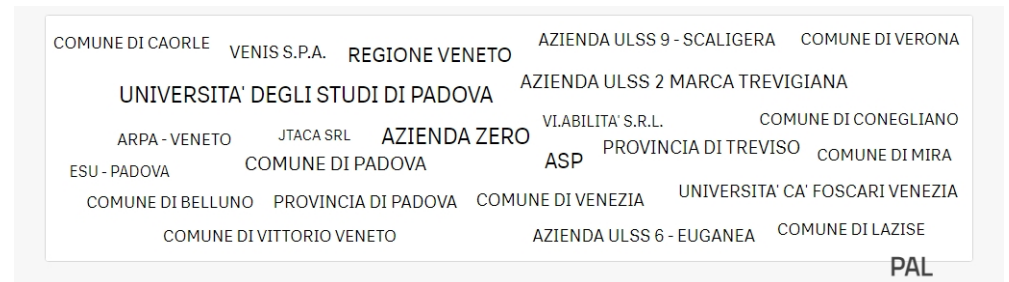 COMUNE DI CAORLE
VENIS S.P.A.
REGIONE VENETO
AZIENDA ULSS 9 - SCALIGERA
COMUNE DI VERONA
UNIVERSITA' DEGLI STUDI DI PADOVA
AZIENDA ULSS 2 MARCA TREVIGIANA
ARPA - VENETO
JTACA SRL
AZIENDA ZERO
VI.ABILITA' S.R.L.
COMUNE DI CONEGLIANO
ESU - PADOVA
COMUNE DI PADOVA
ASP
PROVINCIA DI TREVISO
COMUNE DI MIRA
COMUNE DI BELLUNO
PROVINCIA DI PADOVA
COMUNE DI VENEZIA
UNIVERSITA' CA' FOSCARI VENEZIA
COMUNE DI VITTORIO VENETO
AZIENDA ULSS 6 - EUGANEA
COMUNE DI LAZISE
PAL